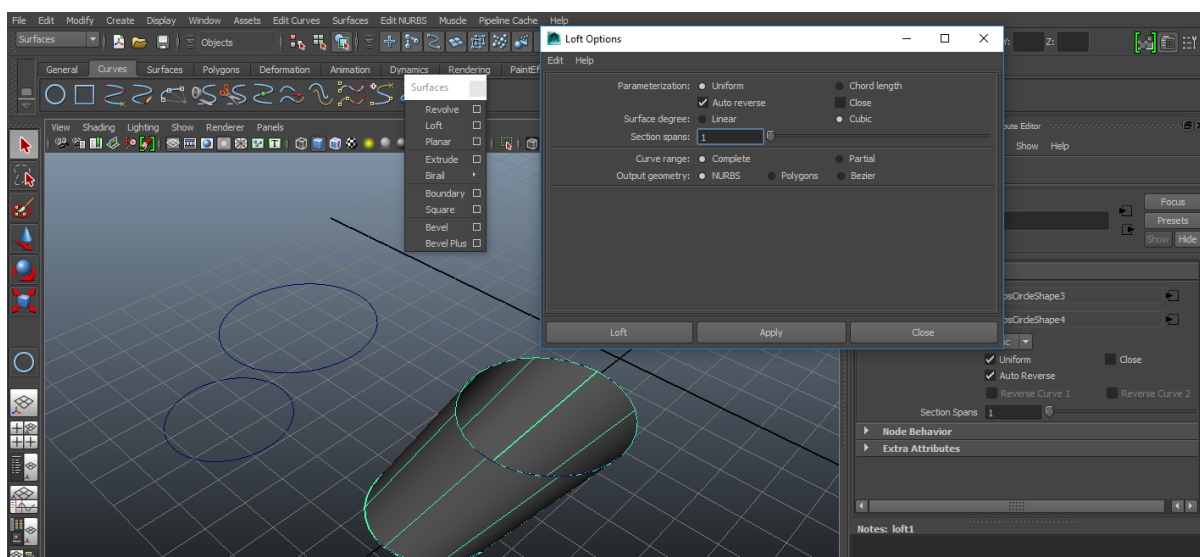 File Edit Modify Create Display Window Assets Edit Curves Surfaces Edit NURBS Muscle Pipeline Cache Help
Surfaces Objects
Loft Options
Z:
Edit Help
General Curves Surfaces Polygons Deformation Animation Dynamics Rendering
Surfaces
Revolve
Loft
Planar
Extrude
Birail
Boundary
Square
Bevel
Bevel Plus
View Shading Lighting Show Renderer Panels
Parameterization: Uniform Chord length
Auto reverse Close
Surface degree: Linear Cubic
Section spans: 1
Curve range: Complete Partial
Output geometry: NURBS Polygons Bezier
Loft Apply Close
Editor
Show Help
Focus
Presets
Show Hide
Uniform Close
Auto Reverse
Reverse Curve 1 Reverse Curve 2
Section Spans 1
Node Behavior
Extra Attributes
Notes: loft1